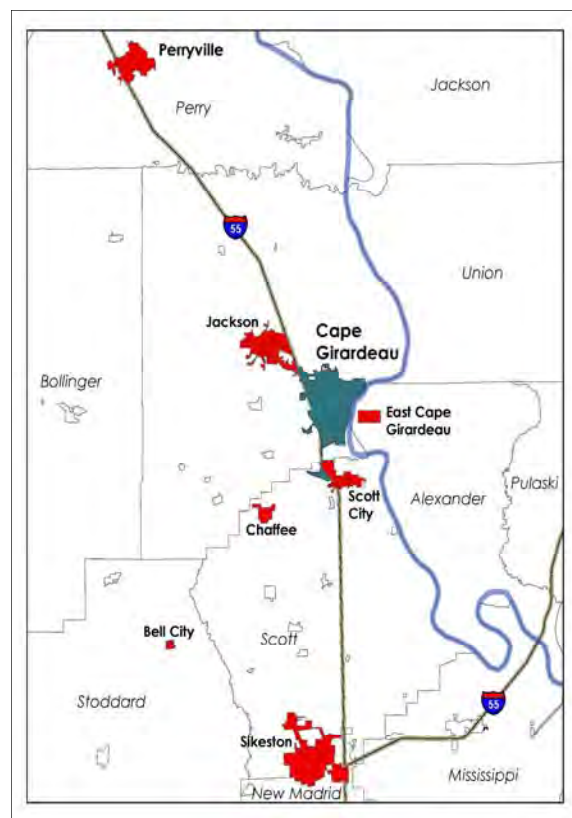 Perryville
Perry
Jackson
55
Union
Jackson
Cape
Girardeau
Bollinger
East Cape
Girardeau
Pulaski
Alexander
Scott
City
Chaffee
Bell City
Scott
Stoddard
55
Sikeston
Mississippi
New Madrid